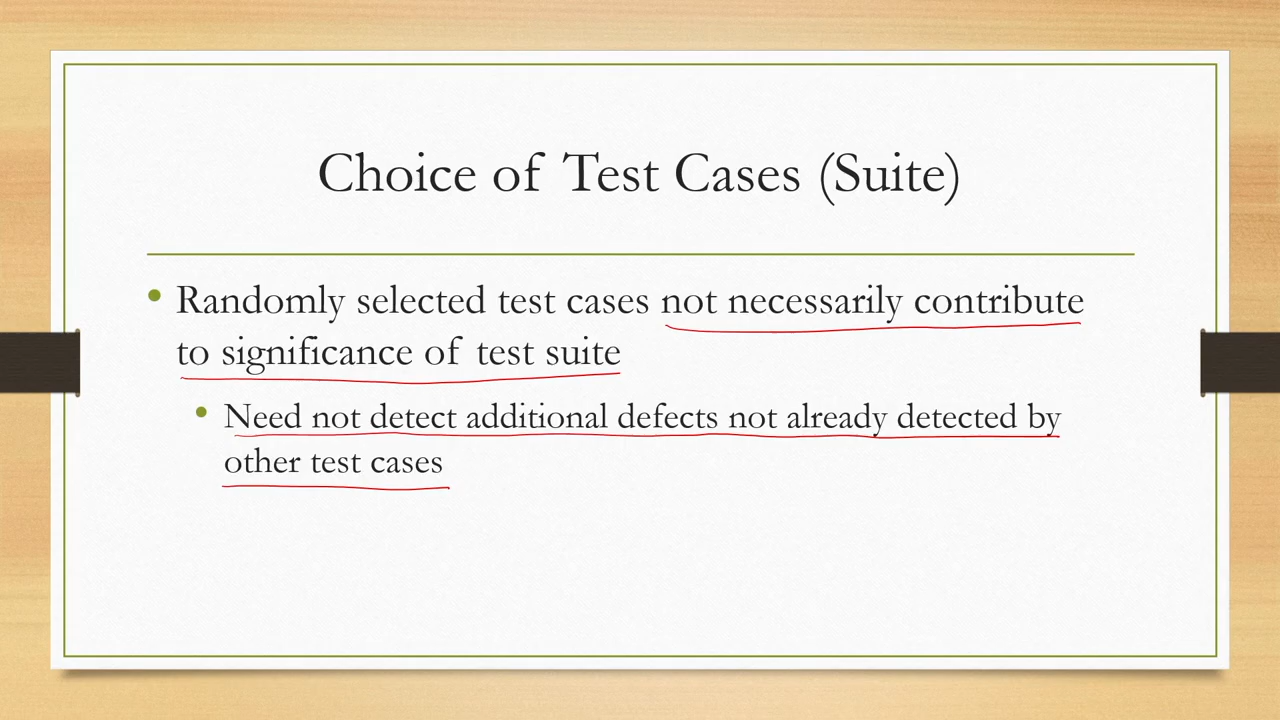 Choice of Test Cases (Suite)
• Randomly selected test cases not necessarily contribute
to significance of test suite
• Need not detect additional defects not already detected by
other test cases